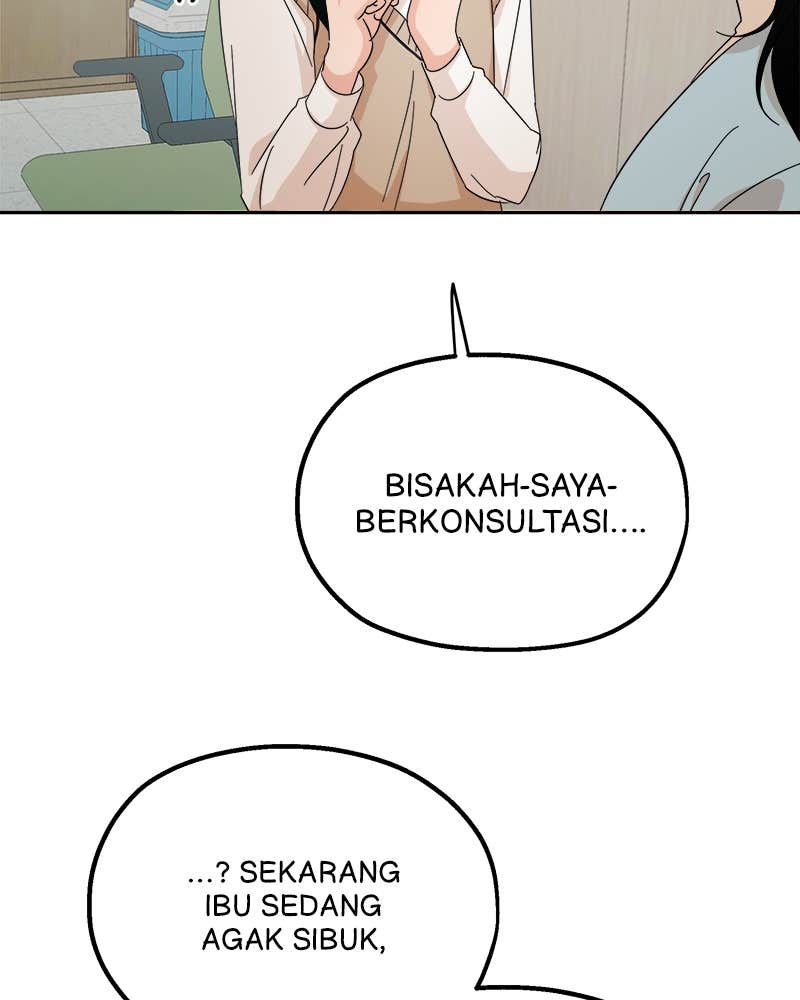 BISAKAH-SAYA-
BERKONSULTASI....
...? SEKARANG
IBU SEDANG
AGAK SIBUK,